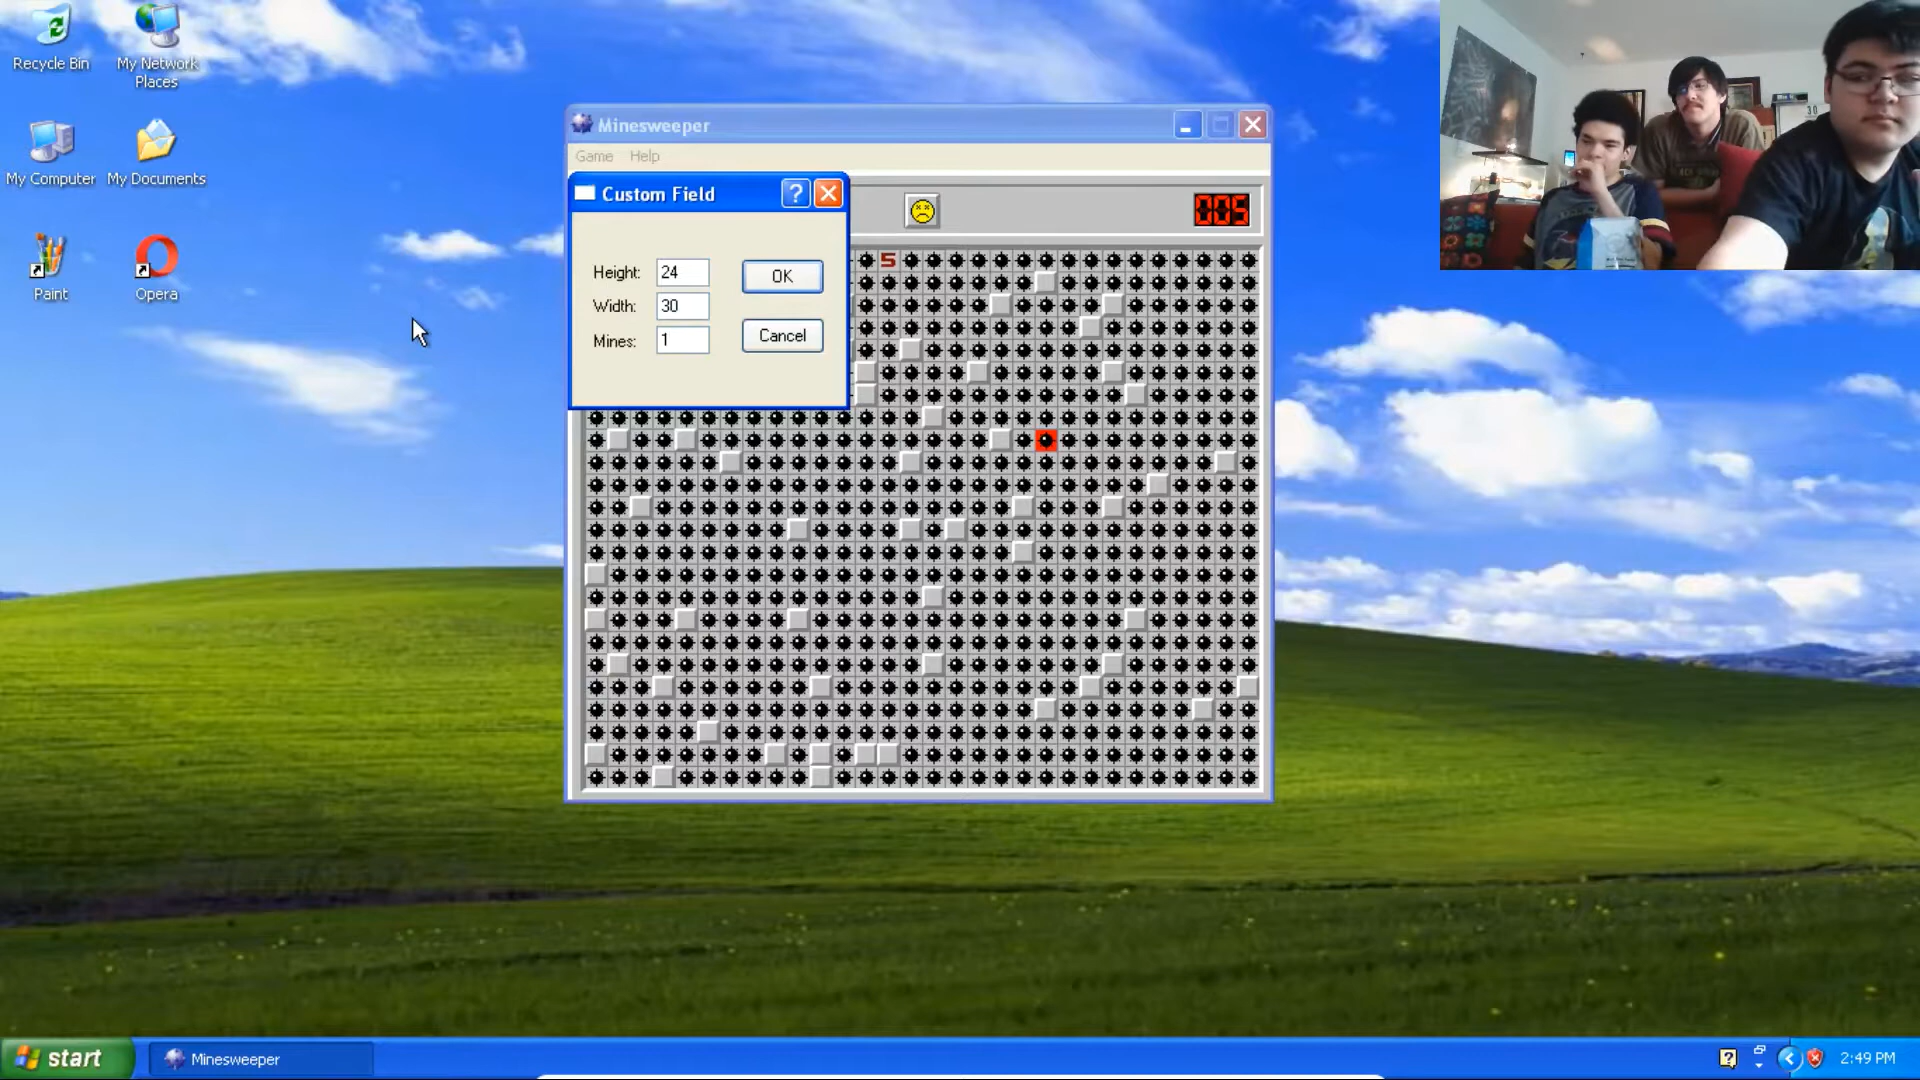 Recycle Bin
My Network Places
My Computer
My Documents
Paint
Opera
Minesweeper
Game Help
Custom Field
Height: 24
Width: 30
Mines: 1
OK
Cancel
005
5
30
start
Minesweeper
2:49 PM